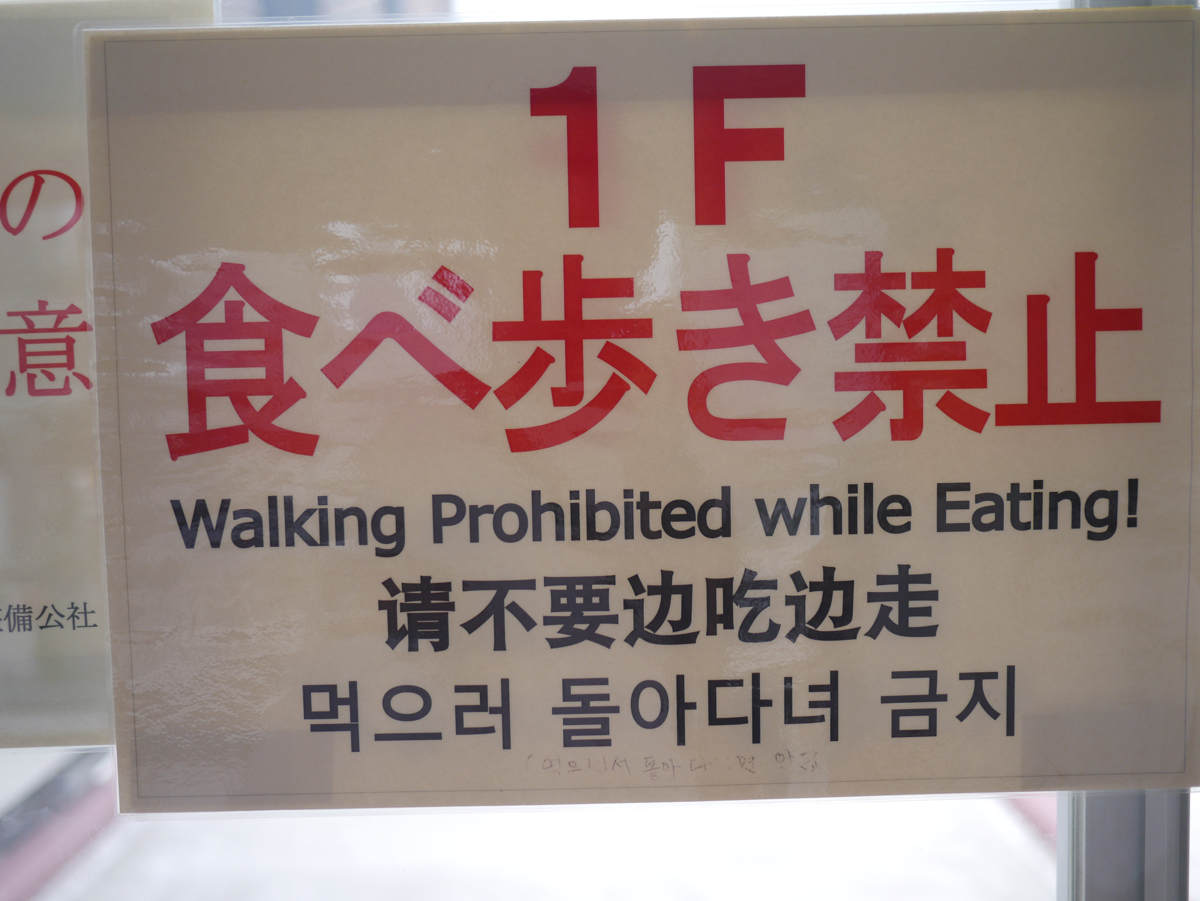 1F
食べ歩き禁止
Walking Prohibited while Eating!
请不要边吃边走
먹으러 돌아다녀 금지
の
意
備公社